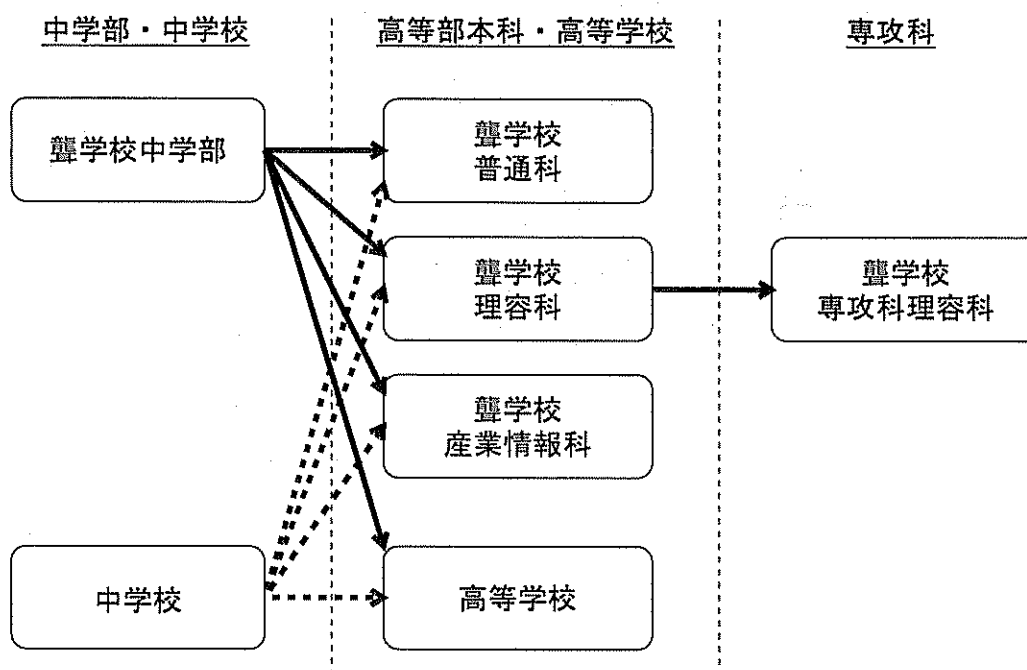 中学部・中学校
高等部本科・高等学校
専攻科
聾学校中学部
聾学校
普通科
聾学校
理容科
聾学校
専攻科理容科
聾学校
産業情報科
中学校
高等学校